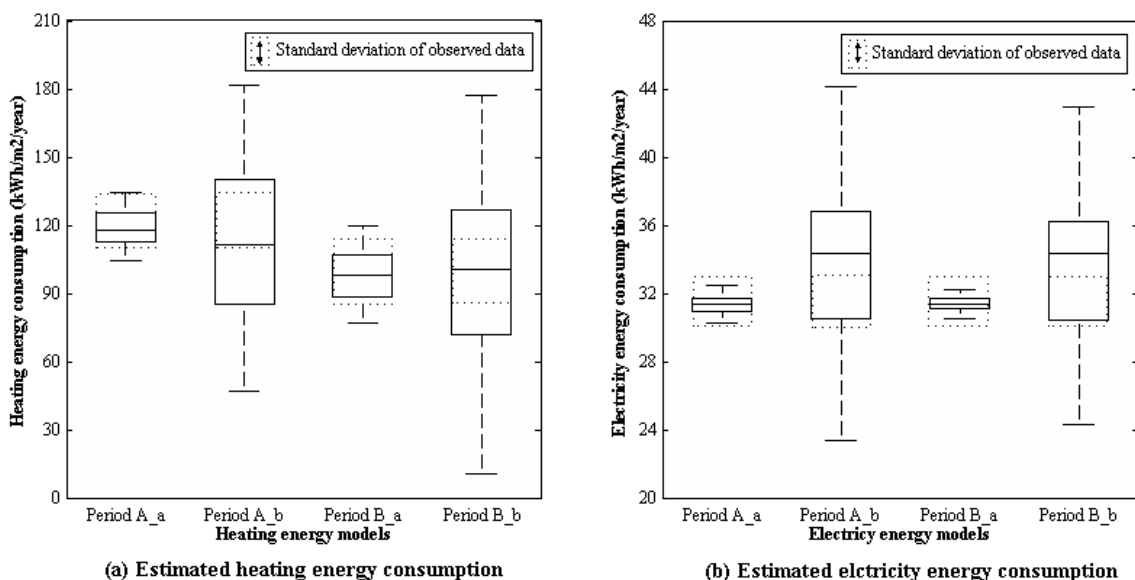 210
180
150
120
90
60
30
0
Heating energy consumption (kWh/m2/year)
Standard deviation of observed data
Period A_a
Period A_b
Period B_a
Period B_b
Heating energy models
(a) Estimated heating energy consumption
48
44
40
36
32
28
24
20
Electricity energy consumption (kWh/m2/year)
Standard deviation of observed data
Period A_a
Period A_b
Period B_a
Period B_b
Electricy energy models
(b) Estimated elctricity energy consumption